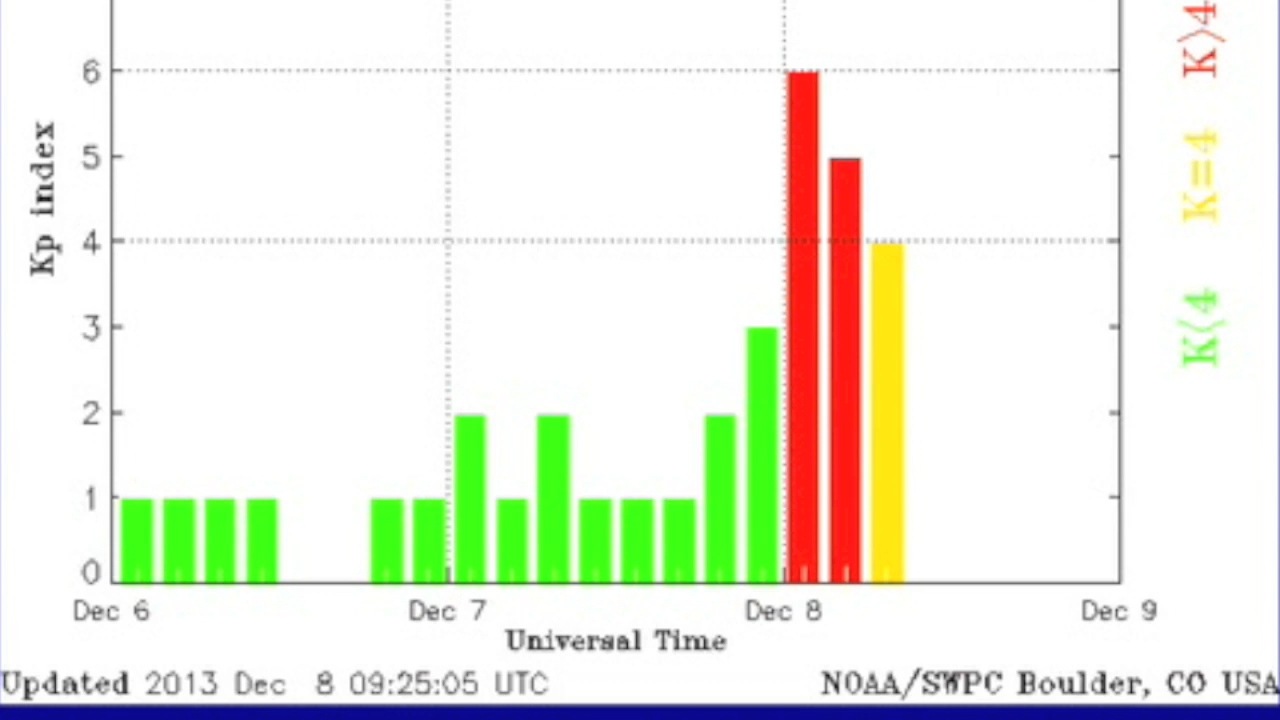 6
5
4
3
2
1
0
Kp index
Dec 6 Dec 7 Dec 8 Dec 9
Universal Time
Updated 2013 Dec 8 09:25:05 UTC
NOAA/SWPC Boulder, CO USA
K<4 K=4 K>4